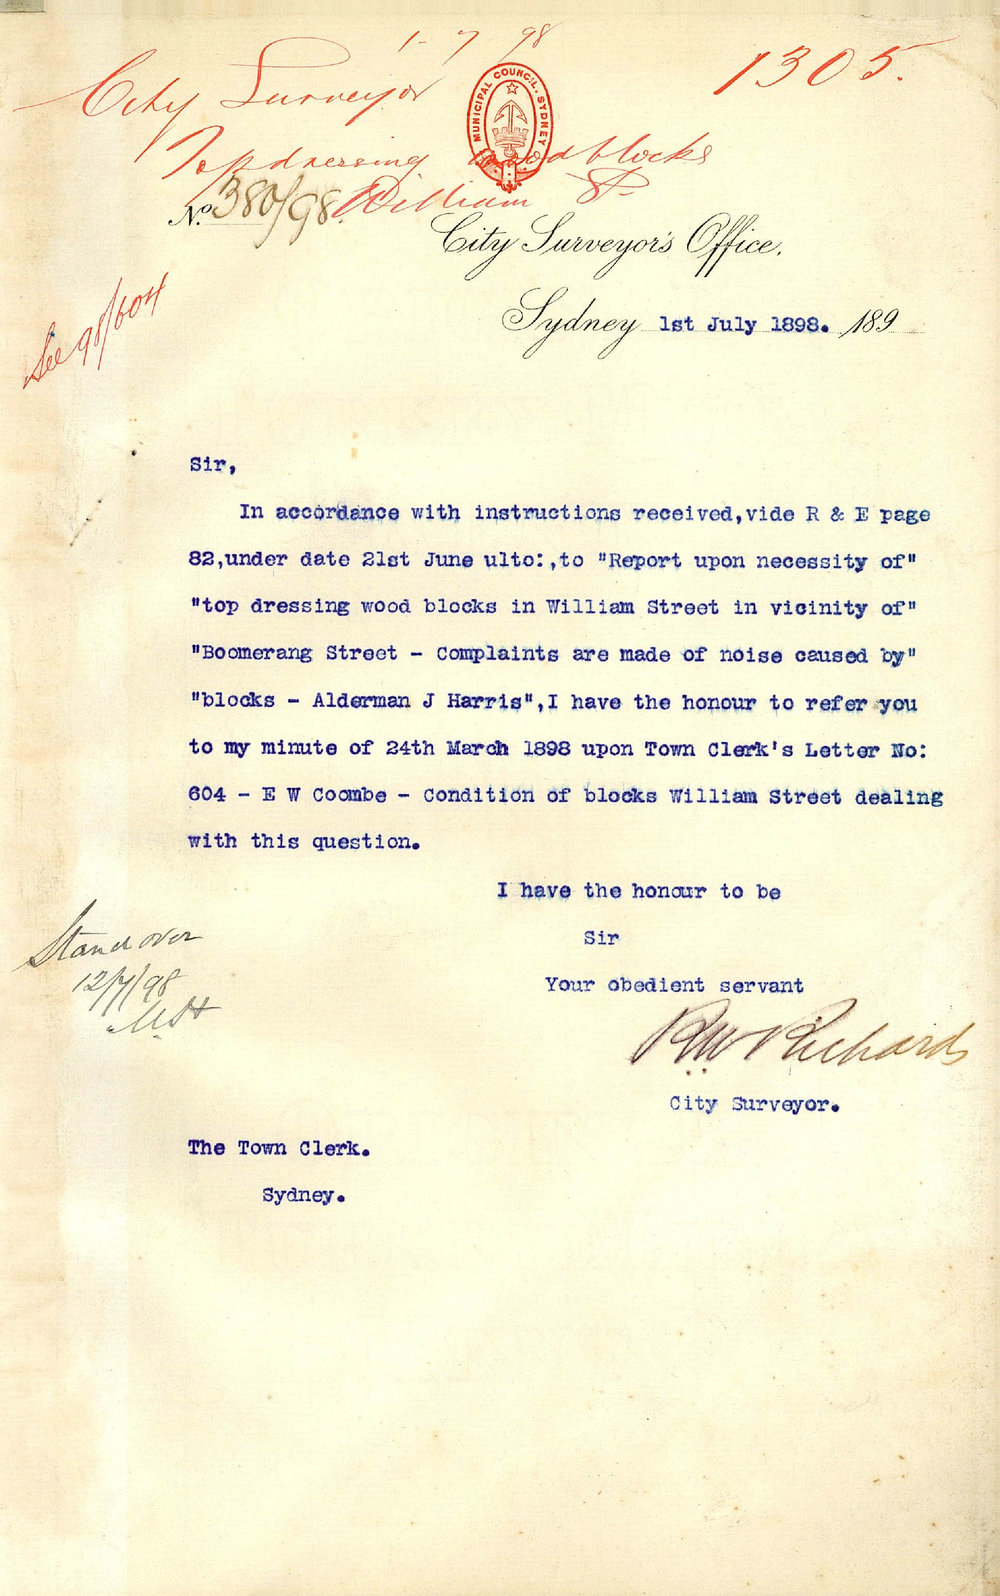 1-7-98
City Surveyor
1305.
MUNICIPAL COUNCIL. SYDNEY
Topdressing woodblocks
William St
No. 380/98.
City Surveyor's Office.
Sydney 1st July 1898. 189
See 98/604
Sir,
In accordance with instructions received,vide R & E page
82,under date 21st June ulto:,to "Report upon necessity of"
"top dressing wood blocks in William Street in vicinity of"
"Boomerang Street - Complaints are made of noise caused by"
"blocks - Alderman J Harris",I have the honour to refer you
to my minute of 24th March 1898 upon Town Clerk's Letter No:
604 - E W Coombe - Condition of blocks William Street dealing
with this question.
I have the honour to be
Sir
Your obedient servant
Stand over
12/7/98
RW Richards
City Surveyor.
The Town Clerk.
Sydney.